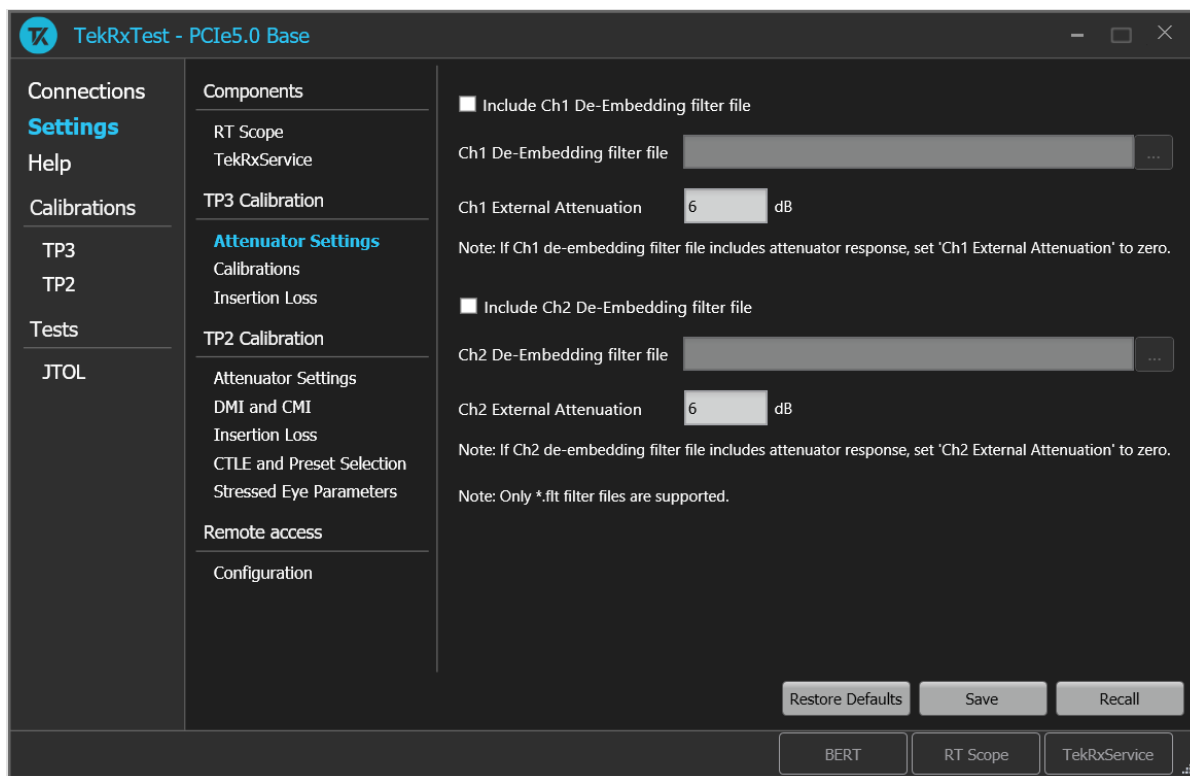 TK TekRxTest - PCIe5.0 Base
Connections
Settings
Help
Calibrations
TP3
TP2
Tests
JTOL
Components
RT Scope
TekRxService
TP3 Calibration
Attenuator Settings
Calibrations
Insertion Loss
TP2 Calibration
Attenuator Settings
DMI and CMI
Insertion Loss
CTLE and Preset Selection
Stressed Eye Parameters
Remote access
Configuration
Include Ch1 De-Embedding filter file
Ch1 De-Embedding filter file ...
Ch1 External Attenuation 6 dB
Note: If Ch1 de-embedding filter file includes attenuator response, set 'Ch1 External Attenuation' to zero.
Include Ch2 De-Embedding filter file
Ch2 De-Embedding filter file ...
Ch2 External Attenuation 6 dB
Note: If Ch2 de-embedding filter file includes attenuator response, set 'Ch2 External Attenuation' to zero.
Note: Only *.flt filter files are supported.
Restore Defaults Save Recall
BERT RT Scope TekRxService